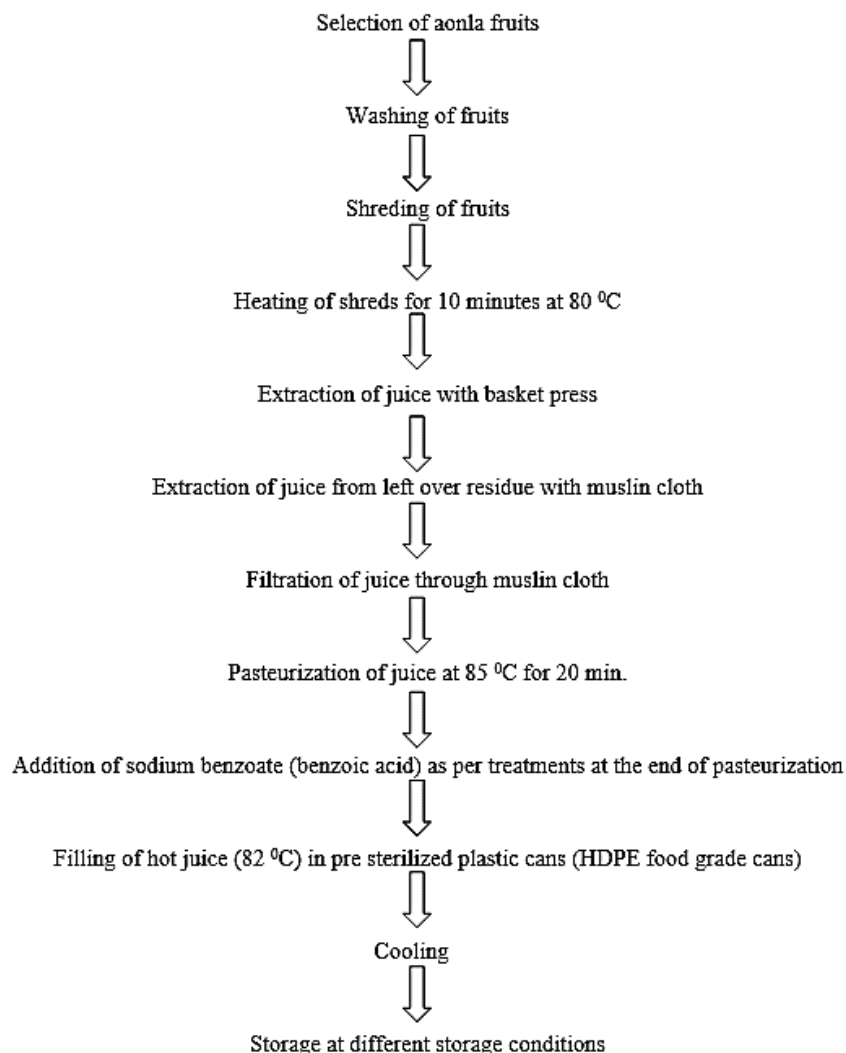 Selection of aonla fruits
Washing of fruits
Shreding of fruits
Heating of shreds for 10 minutes at 80 ⁰C
Extraction of juice with basket press
Extraction of juice from left over residue with muslin cloth
Filtration of juice through muslin cloth
Pasteurization of juice at 85 ⁰C for 20 min.
Addition of sodium benzoate (benzoic acid) as per treatments at the end of pasteurization
Filling of hot juice (82 ⁰C) in pre sterilized plastic cans (HDPE food grade cans)
Cooling
Storage at different storage conditions